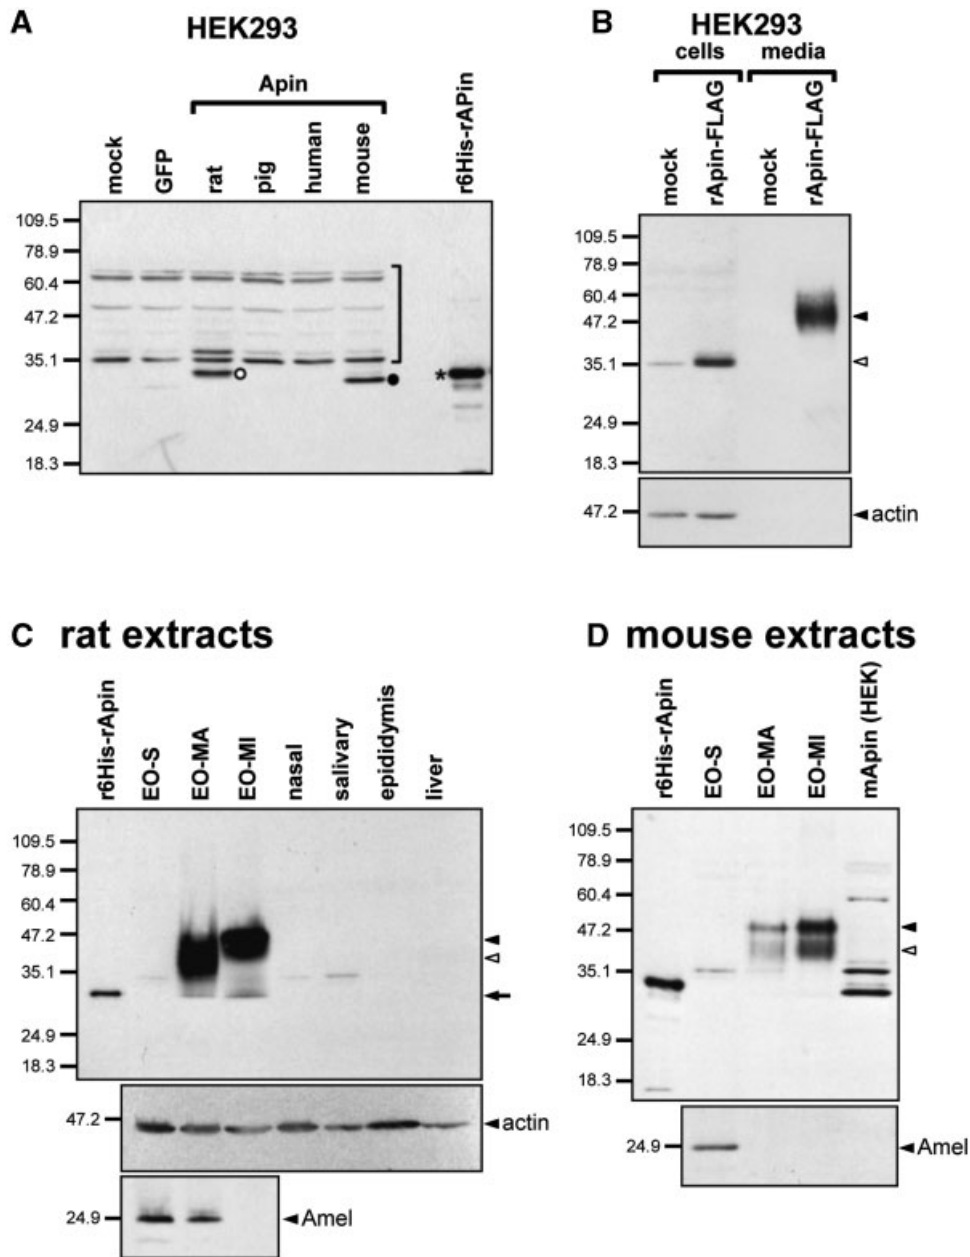 A
HEK293
Apin
mock
GFP
rat
pig
human
mouse
r6His-rAPin
109.5
78.9
60.4
47.2
35.1
24.9
18.3
*
B
HEK293
cells
media
mock
rApin-FLAG
mock
rApin-FLAG
109.5
78.9
60.4
47.2
35.1
24.9
18.3
47.2
actin
C rat extracts
r6His-rApin
EO-S
EO-MA
EO-MI
nasal
salivary
epididymis
liver
109.5
78.9
60.4
47.2
35.1
24.9
18.3
47.2
actin
24.9
Amel
D mouse extracts
r6His-rApin
EO-S
EO-MA
EO-MI
mApin (HEK)
109.5
78.9
60.4
47.2
35.1
24.9
18.3
24.9
Amel